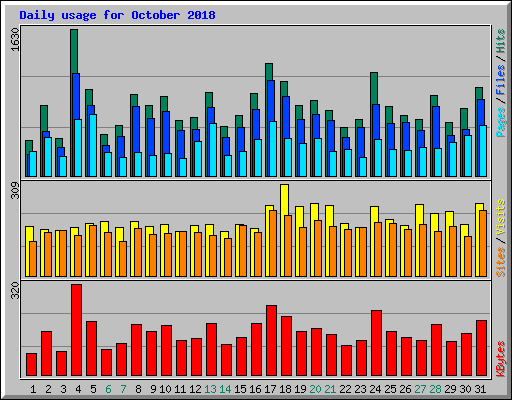 Daily usage for October 2018
1630
309
320
Pages / Files / Hits
Sites / Visits
KBytes
1 2 3 4 5 6 7 8 9 10 11 12 13 14 15 16 17 18 19 20 21 22 23 24 25 26 27 28 29 30 31